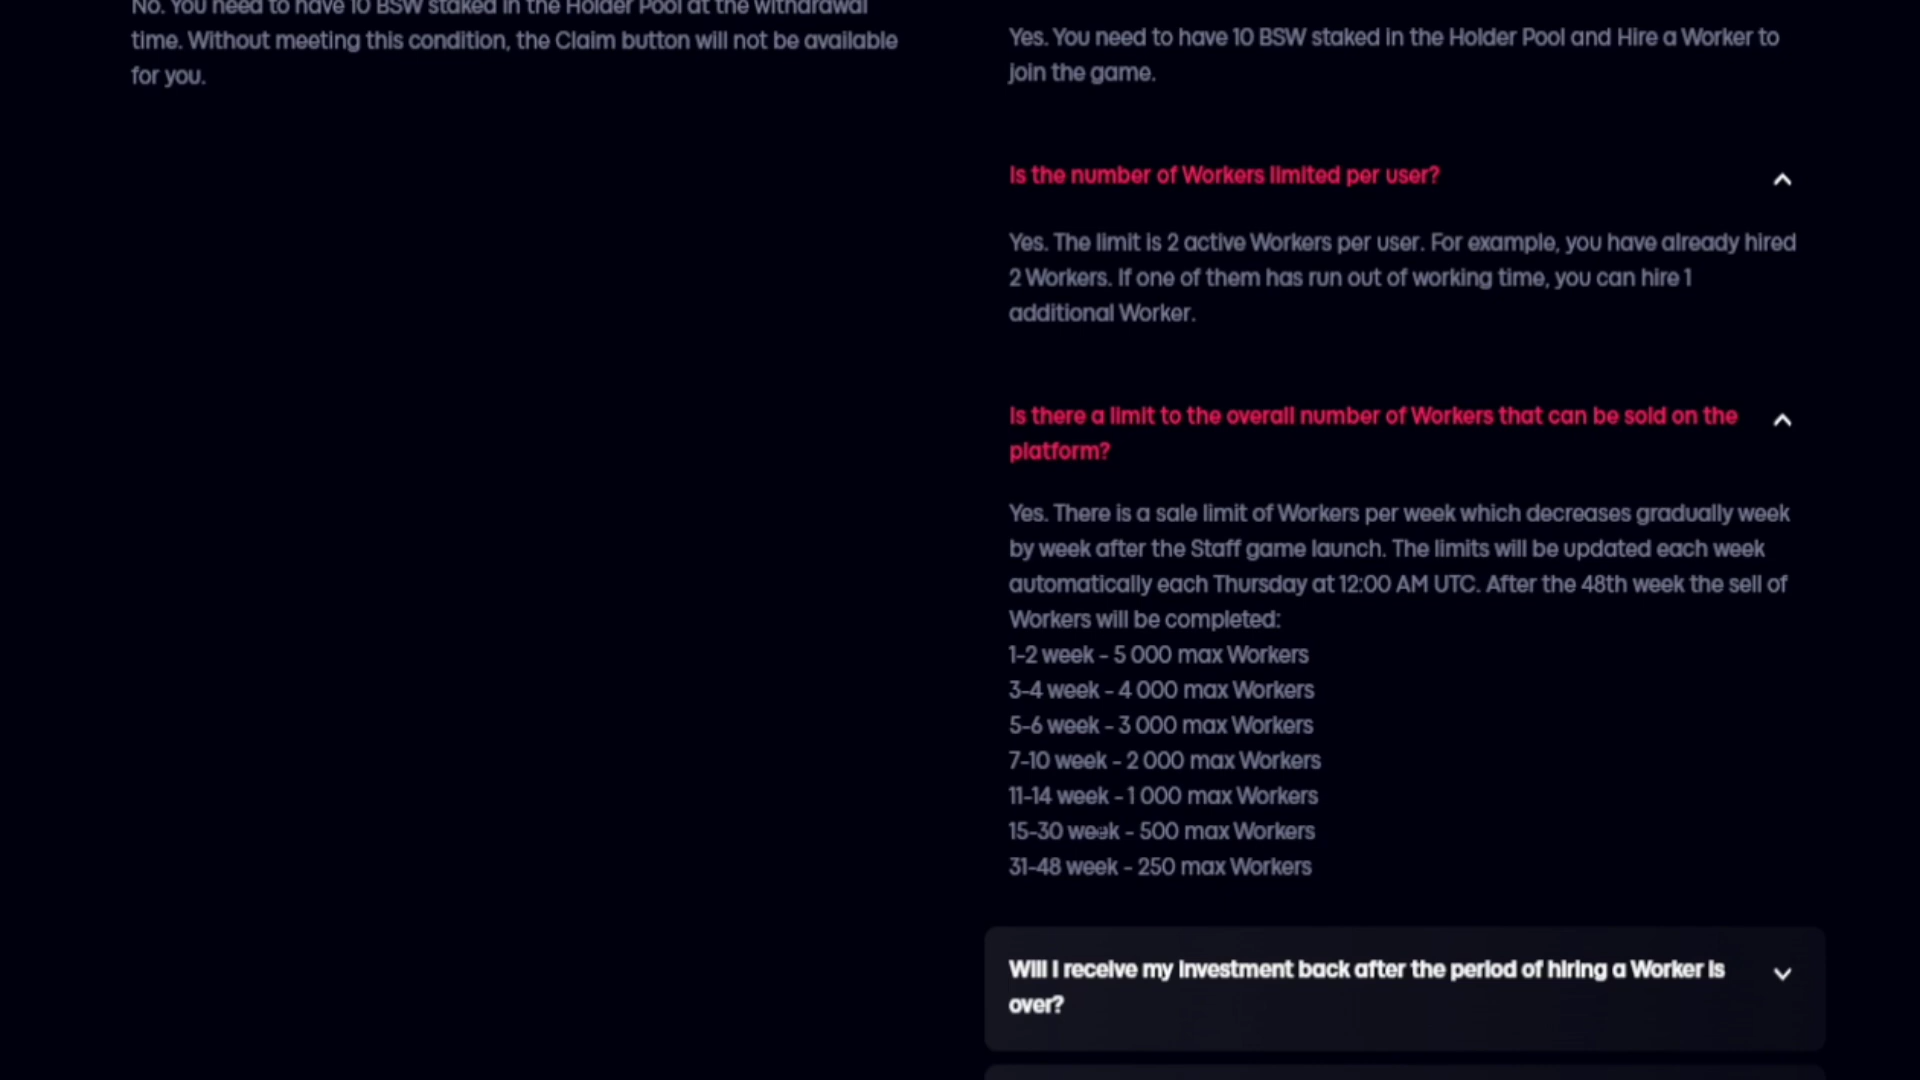 No. You need to have 10 BSW staked in the Holder Pool at the withdrawal
time. Without meeting this condition, the Claim button will not be available
for you.
Yes. You need to have 10 BSW staked in the Holder Pool and Hire a Worker to
join the game.
Is the number of Workers limited per user?
Yes. The limit is 2 active Workers per user. For example, you have already hired
2 Workers. If one of them has run out of working time, you can hire 1
additional Worker.
Is there a limit to the overall number of Workers that can be sold on the
platform?
Yes. There is a sale limit of Workers per week which decreases gradually week
by week after the Staff game launch. The limits will be updated each week
automatically each Thursday at 12:00 AM UTC. After the 48th week the sell of
Workers will be completed:
1-2 week - 5 000 max Workers
3-4 week - 4 000 max Workers
5-6 week - 3 000 max Workers
7-10 week - 2 000 max Workers
11-14 week - 1 000 max Workers
15-30 week - 500 max Workers
31-48 week - 250 max Workers
Will I receive my investment back after the period of hiring a Worker is
over?